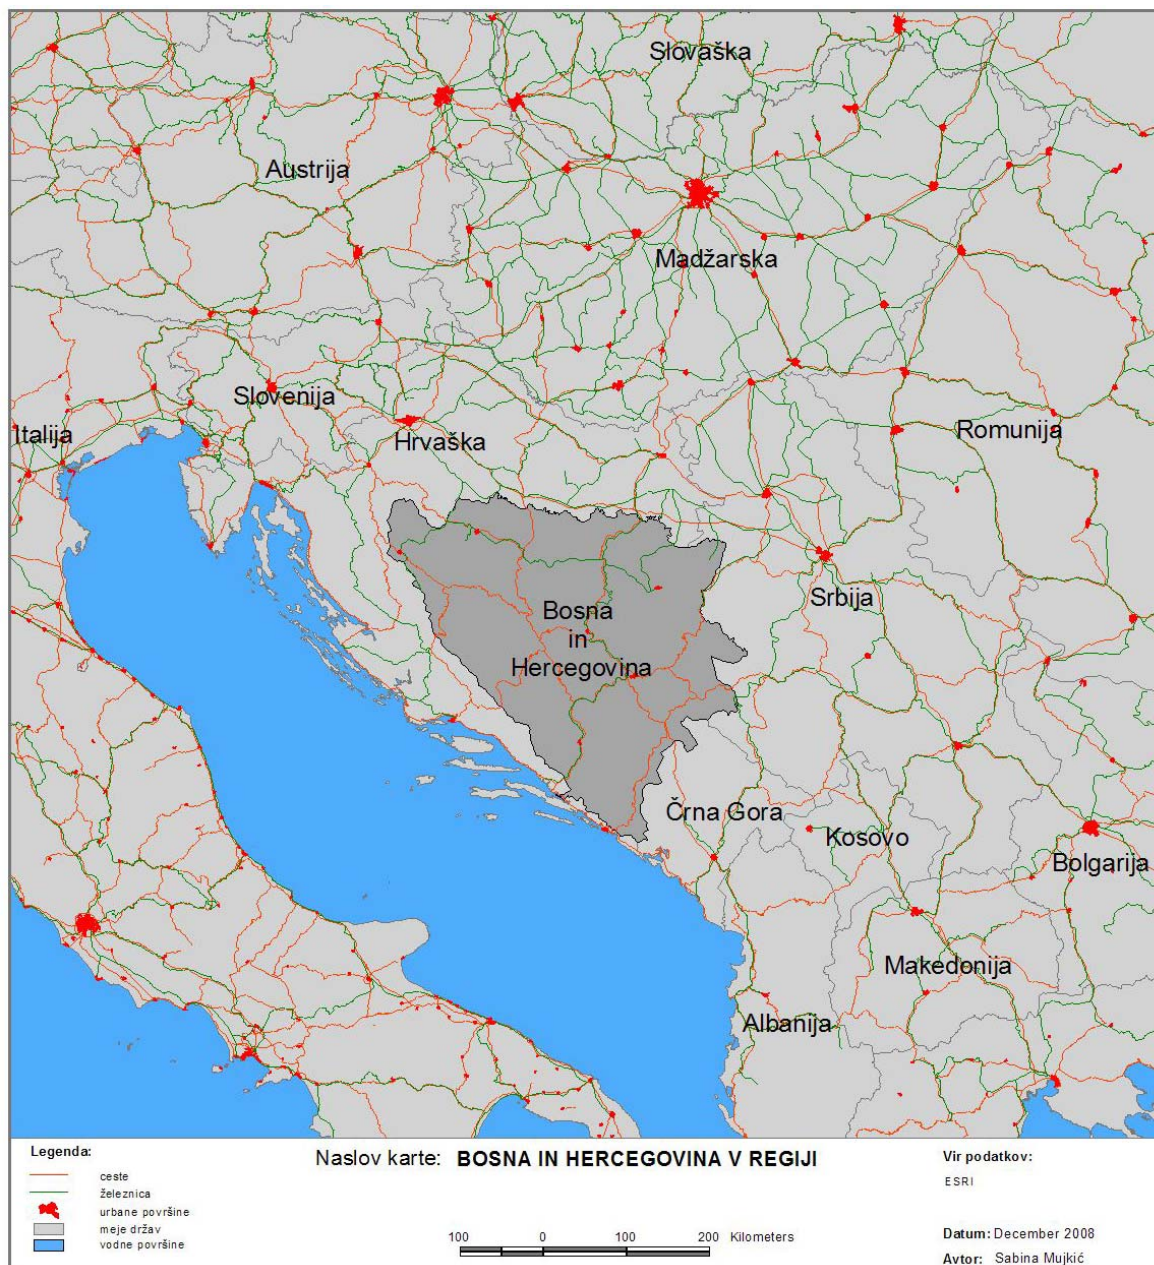 Slovaška
Austrija
Madžarska
Slovenija
Italija
Hrvaška
Romunija
Bosna
in
Hercegovina
Srbija
Črna Gora
Kosovo
Bolgarija
Makedonija
Albanija
Legenda:
ceste
železnica
urbane površine
meje držav
vodne površine
Naslov karte: BOSNA IN HERCEGOVINA V REGIJI
100 0 100 200 Kilometers
Vir podatkov:
ESRI
Datum: December 2008
Avtor: Sabina Mujkić